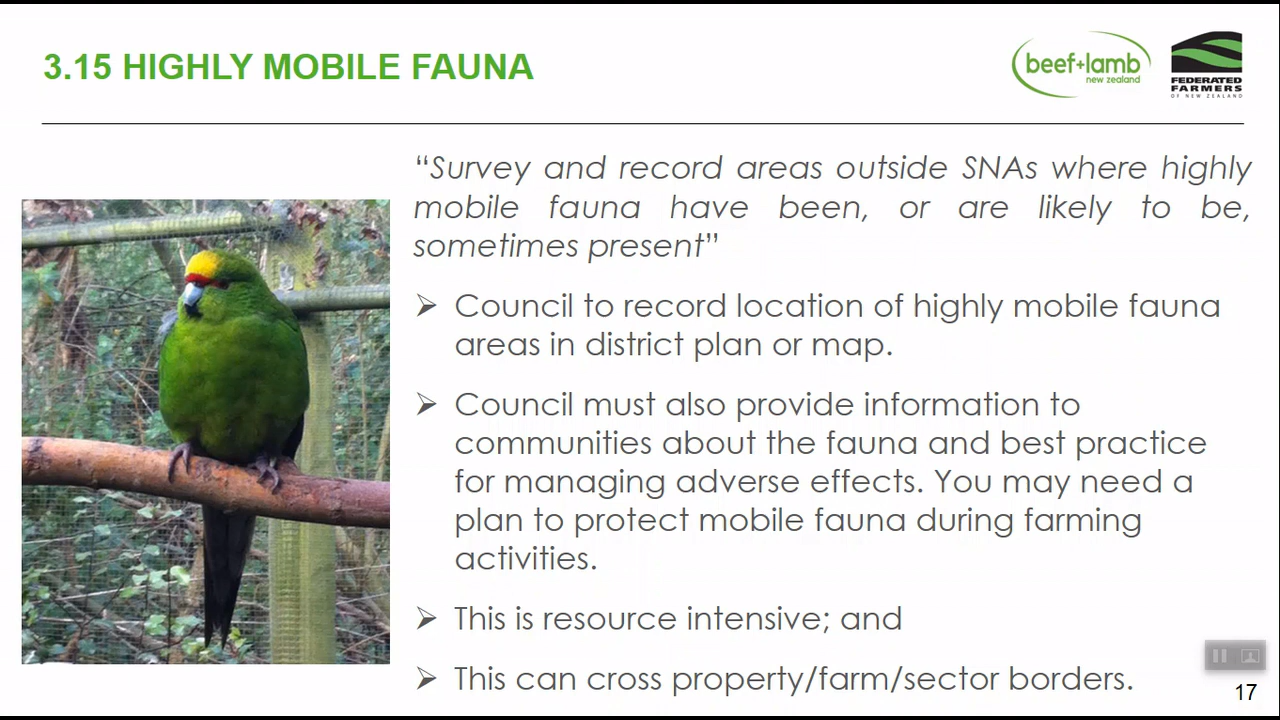 3.15 HIGHLY MOBILE FAUNA
beef+lamb
new zealand
FEDERATED
FARMERS
OF NEW ZEALAND
“Survey and record areas outside SNAs where highly
mobile fauna have been, or are likely to be,
sometimes present”
➢ Council to record location of highly mobile fauna
areas in district plan or map.
➢ Council must also provide information to
communities about the fauna and best practice
for managing adverse effects. You may need a
plan to protect mobile fauna during farming
activities.
➢ This is resource intensive; and
➢ This can cross property/farm/sector borders.
17